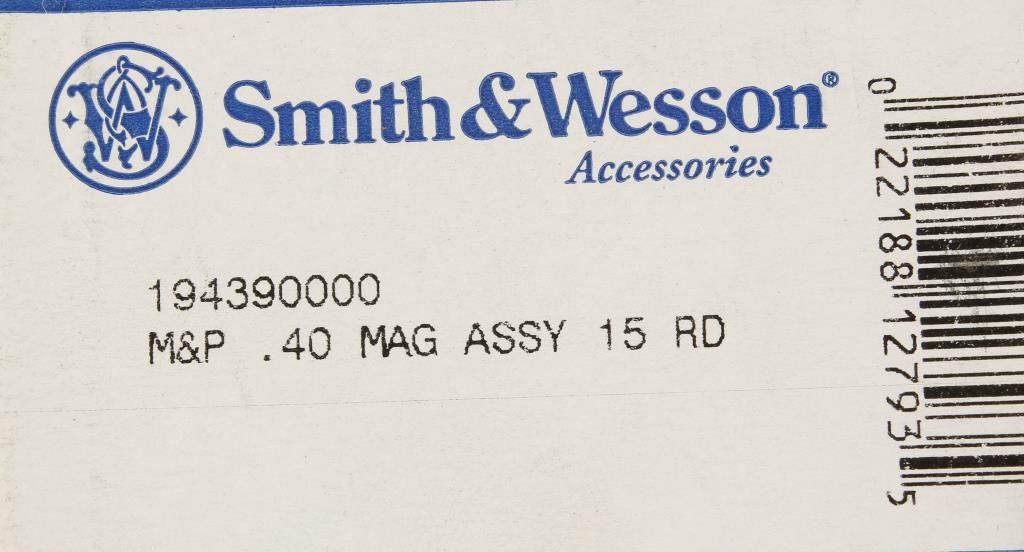 Smith&Wesson®
Accessories
194390000
M&P .40 MAG ASSY 15 RD
0 22188 12793 5